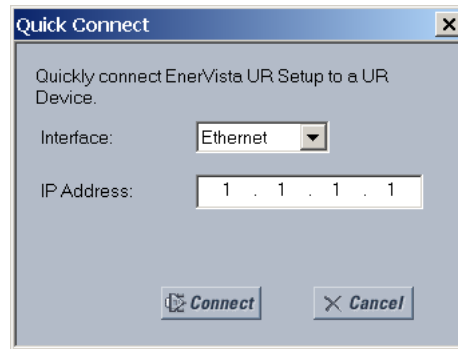 Quick Connect
Quickly connect EnerVista UR Setup to a UR
Device.
Interface: Ethernet
IP Address: 1 . 1 . 1 . 1
Connect Cancel